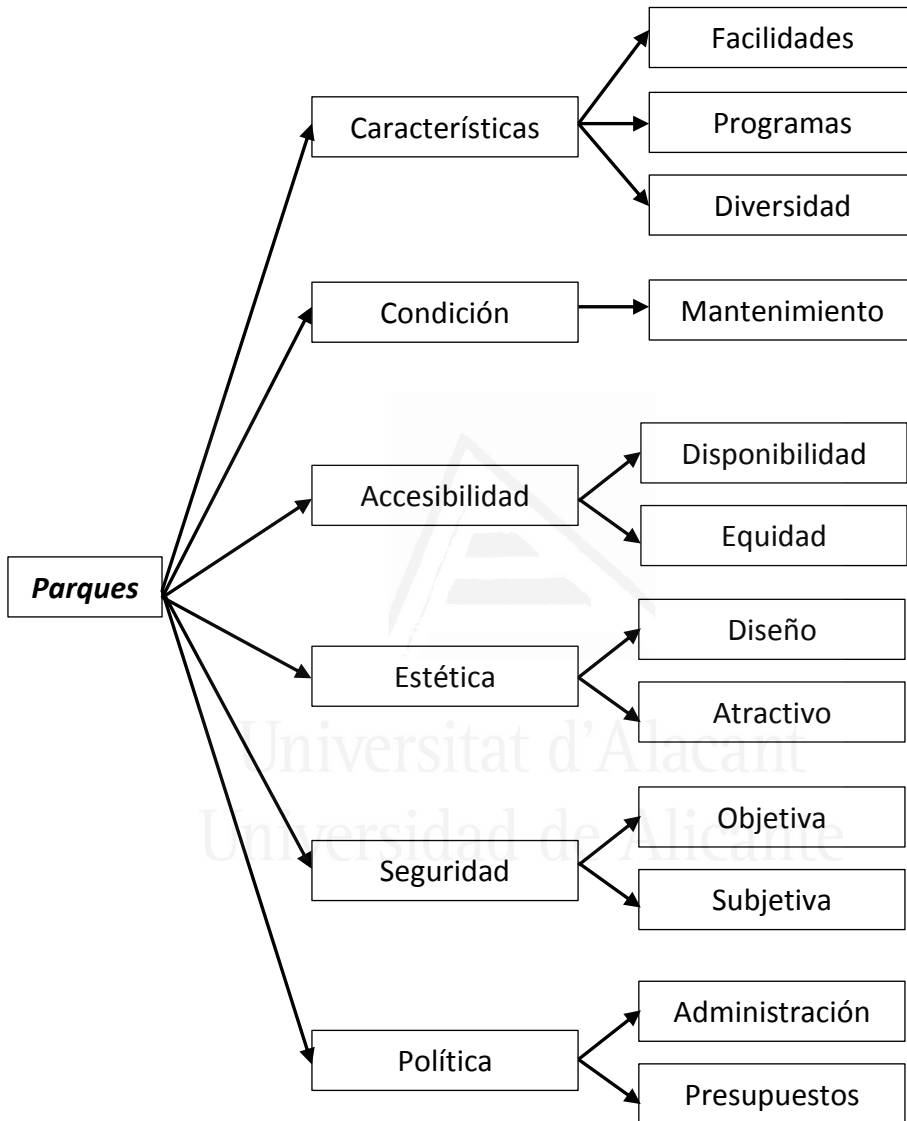 Facilidades
Características
Programas
Diversidad
Condición
Mantenimiento
Accesibilidad
Disponibilidad
Equidad
Parques
Estética
Diseño
Atractivo
Universitat d'Alacant
Universidad de Alicante
Seguridad
Objetiva
Subjetiva
Política
Administración
Presupuestos